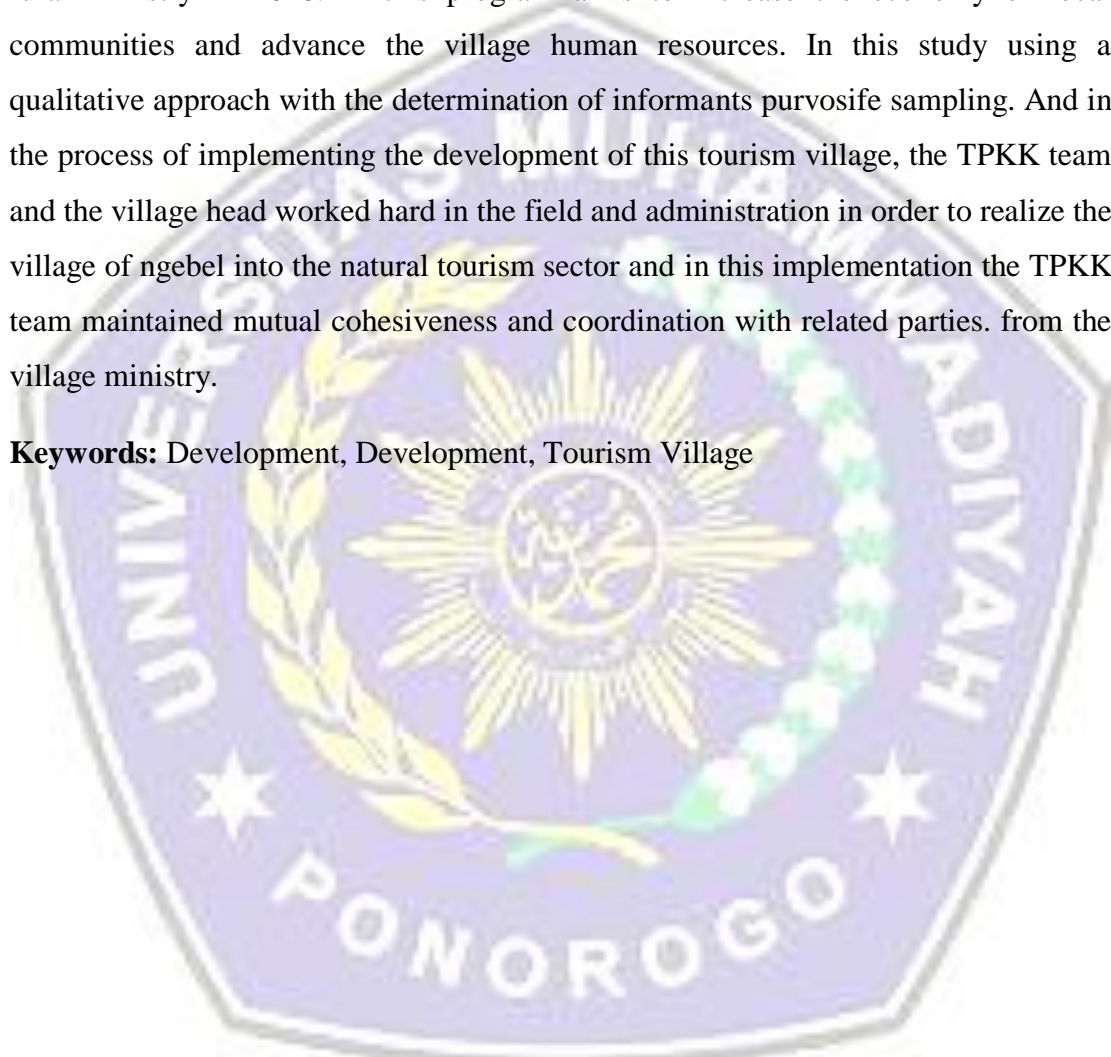 communities and advance the village human resources. In this study using a
qualitative approach with the determination of informants purvosife sampling. And in
the process of implementing the development of this tourism village, the TPKK team
and the village head worked hard in the field and administration in order to realize the
village of ngebel into the natural tourism sector and in this implementation the TPKK
team maintained mutual cohesiveness and coordination with related parties. from the
village ministry.
Keywords: Development, Development, Tourism Village
UNIVERSITAS MUHAMMADIYAH
PONOROGO